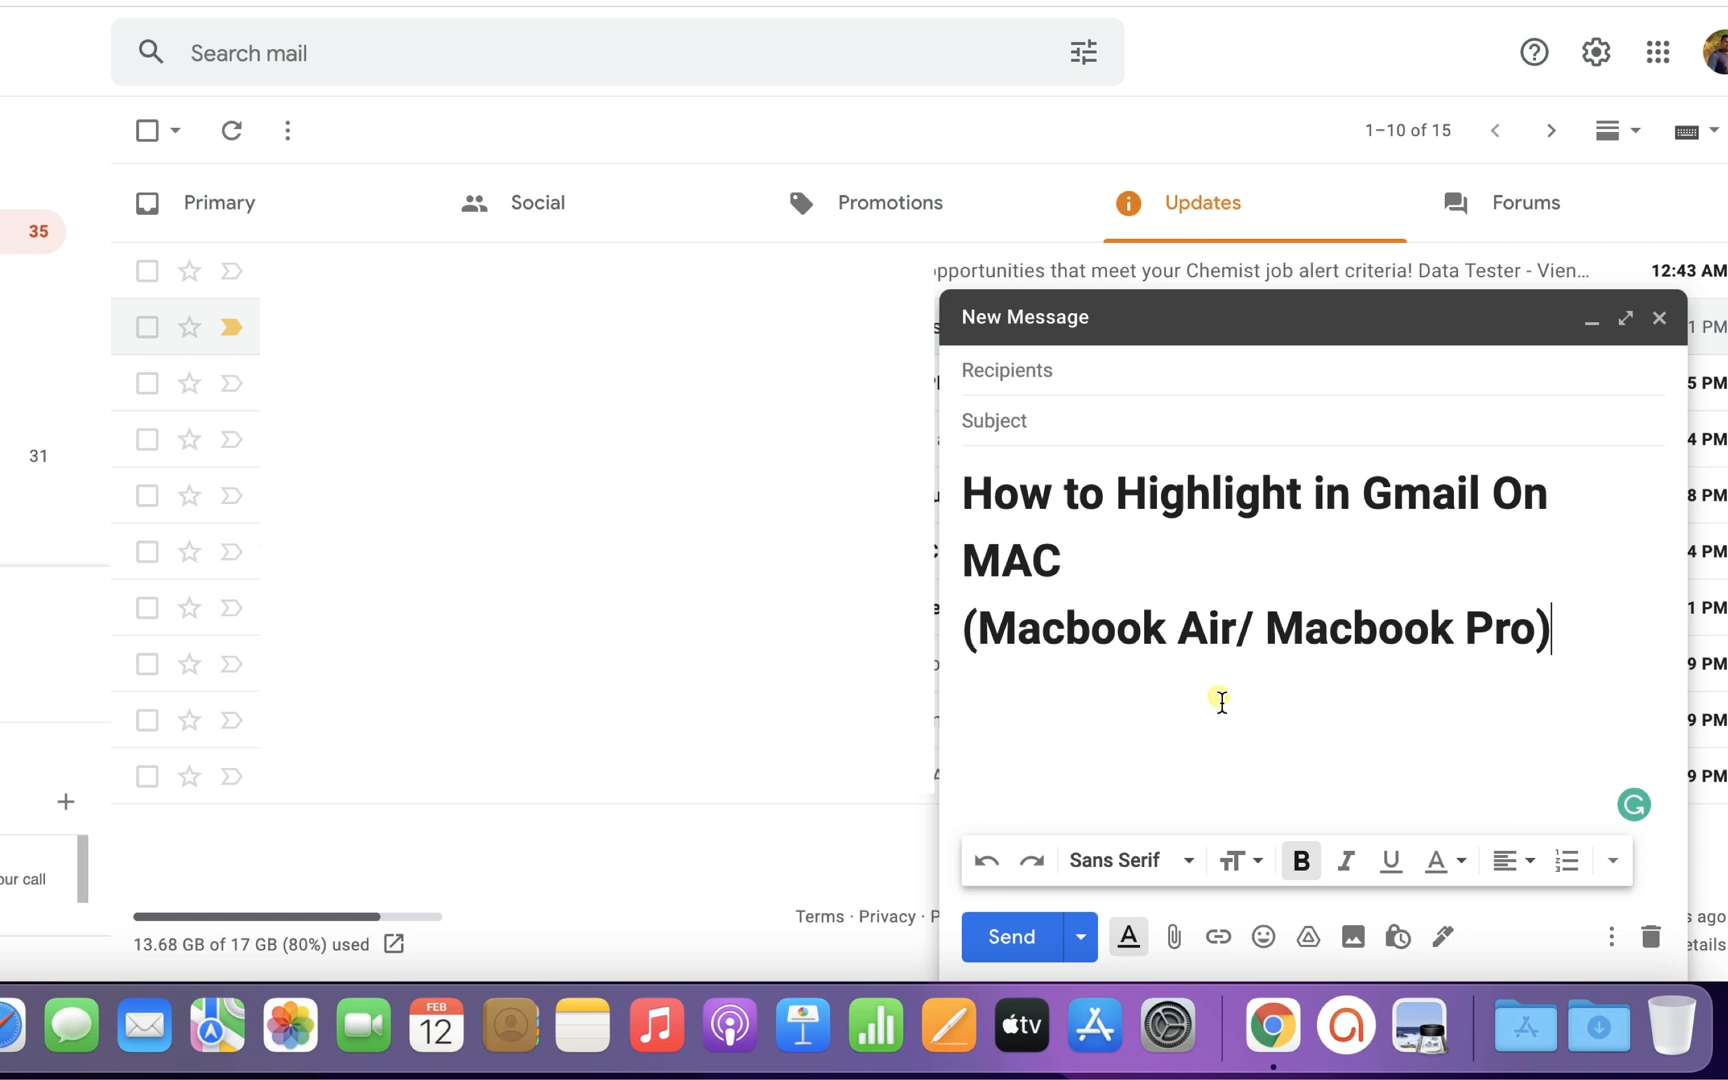 Search mail
1–10 of 15
Primary
Social
Promotions
Updates
Forums
35
31
pportunities that meet your Chemist job alert criteria! Data Tester - Vien...
12:43 AM
New Message
1 PM
Recipients
5 PM
Subject
4 PM
How to Highlight in Gmail On
8 PM
MAC
4 PM
(Macbook Air/ Macbook Pro)
1 PM
9 PM
9 PM
9 PM
Sans Serif
B
our call
Terms · Privacy · P
s ago
13.68 GB of 17 GB (80%) used
Send
etails
FEB
12
tv